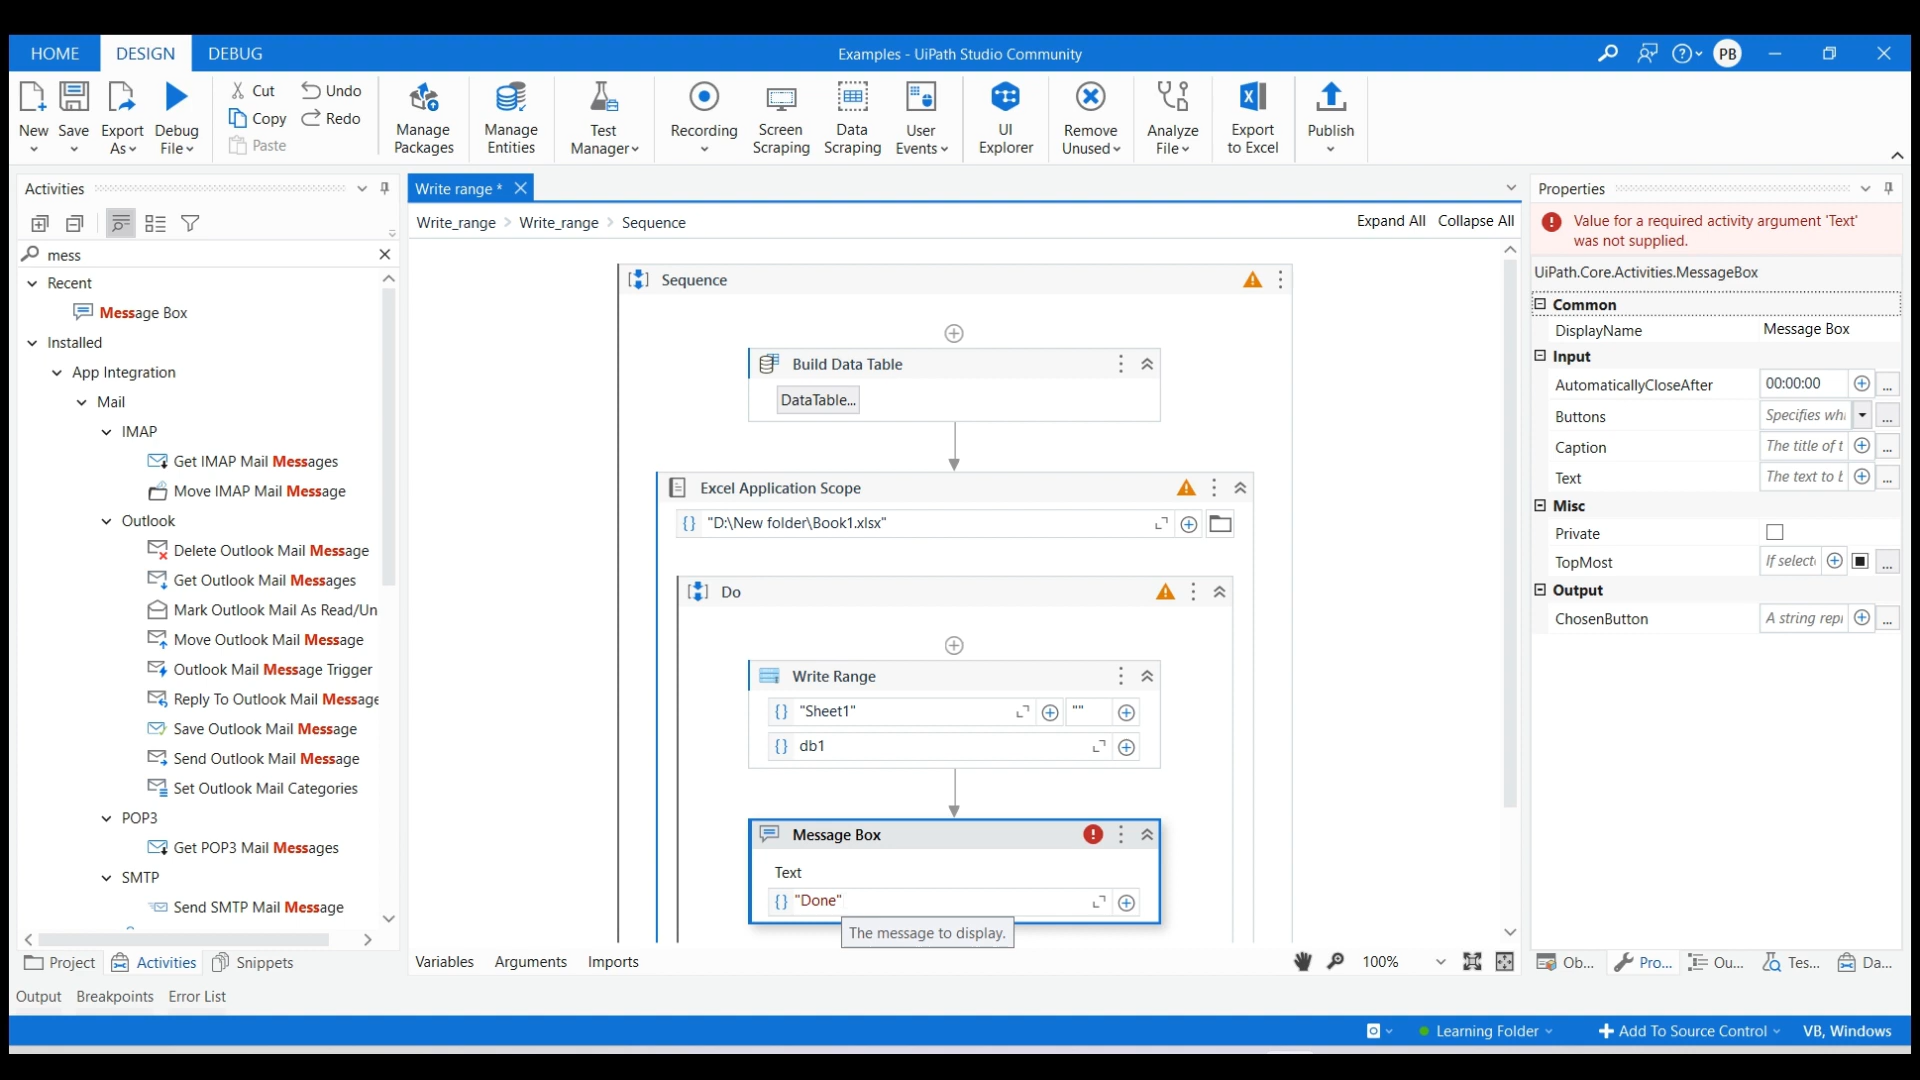 HOME
DESIGN
DEBUG
Examples - UiPath Studio Community
PB
New
Save
Export As
Debug File
Cut
Copy
Paste
Undo
Redo
Manage Packages
Manage Entities
Test Manager
Recording
Screen Scraping
Data Scraping
User Events
UI Explorer
Remove Unused
Analyze File
Export to Excel
Publish
Activities
mess
Recent
Message Box
Installed
App Integration
Mail
IMAP
Get IMAP Mail Messages
Move IMAP Mail Message
Outlook
Delete Outlook Mail Message
Get Outlook Mail Messages
Mark Outlook Mail As Read/Un
Move Outlook Mail Message
Outlook Mail Message Trigger
Reply To Outlook Mail Message
Save Outlook Mail Message
Send Outlook Mail Message
Set Outlook Mail Categories
POP3
Get POP3 Mail Messages
SMTP
Send SMTP Mail Message
Project
Activities
Snippets
Write range *
Write_range > Write_range > Sequence
Expand All
Collapse All
Sequence
Build Data Table
DataTable...
Excel Application Scope
{} "D:\New folder\Book1.xlsx"
Do
Write Range
{} "Sheet1"
""
{} db1
Message Box
Text
{} "Done"
The message to display.
Variables
Arguments
Imports
100%
Properties
Value for a required activity argument 'Text'
was not supplied.
UiPath.Core.Activities.MessageBox
Common
DisplayName
Message Box
Input
AutomaticallyCloseAfter
00:00:00
...
Buttons
Specifies wh
...
Caption
The title of t
...
Text
The text to b
...
Misc
Private
TopMost
If select
...
Output
ChosenButton
A string repr
...
Ob...
Pro...
Ou...
Tes...
Da...
Output
Breakpoints
Error List
Learning Folder
Add To Source Control
VB, Windows